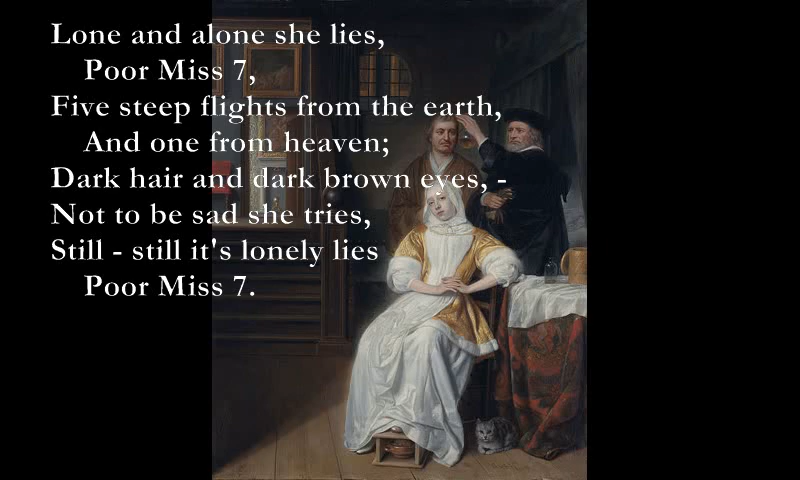 Lone and alone she lies,
Poor Miss 7,
Five steep flights from the earth,
And one from heaven;
Dark hair and dark brown eyes, -
Not to be sad she tries,
Still - still it's lonely lies
Poor Miss 7.